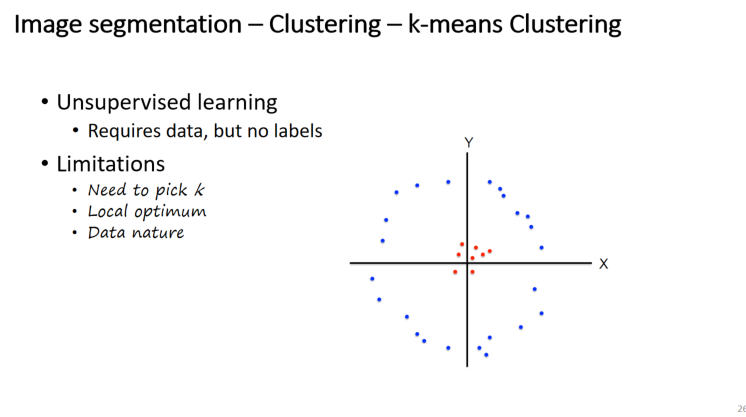 Image segmentation – Clustering – k-means Clustering
• Unsupervised learning
• Requires data, but no labels
• Limitations
• Need to pick k
• Local optimum
• Data nature
Y
X
26